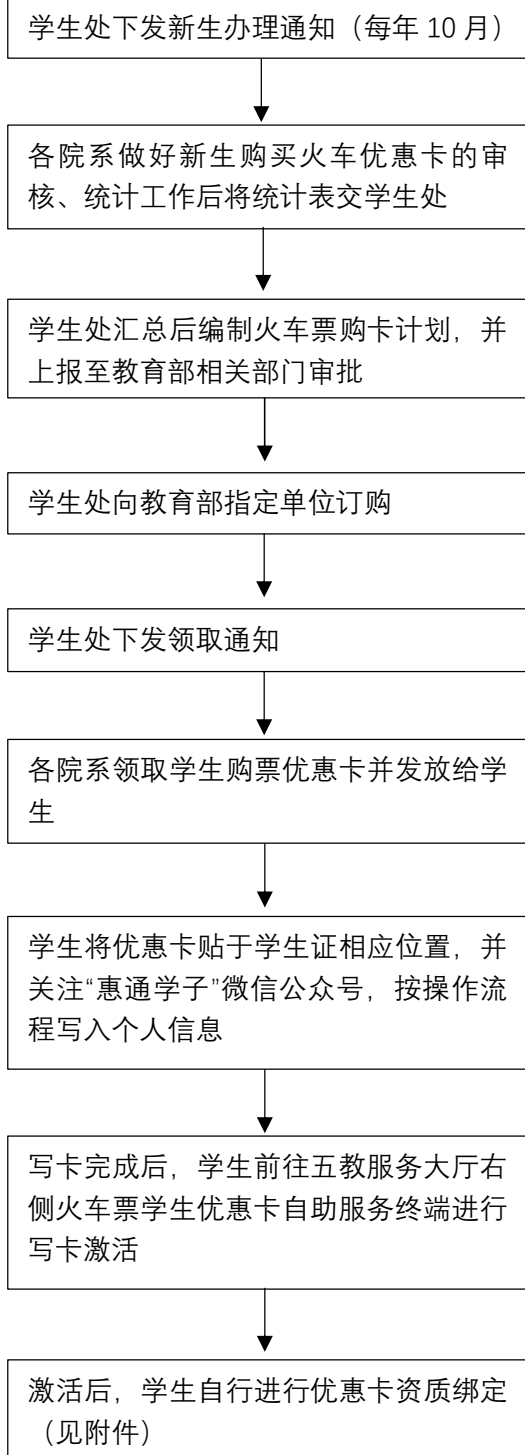 学生处下发新生办理通知（每年 10 月）
各院系做好新生购买火车优惠卡的审
核、统计工作后将统计表交学生处
学生处汇总后编制火车票购卡计划，并
上报至教育部相关部门审批
学生处向教育部指定单位订购
学生处下发领取通知
各院系领取学生购票优惠卡并发放给学
生
学生将优惠卡贴于学生证相应位置，并
关注“惠通学子”微信公众号，按操作流
程写入个人信息
写卡完成后，学生前往五教服务大厅右
侧火车票学生优惠卡自助服务终端进行
写卡激活
激活后，学生自行进行优惠卡资质绑定
（见附件）